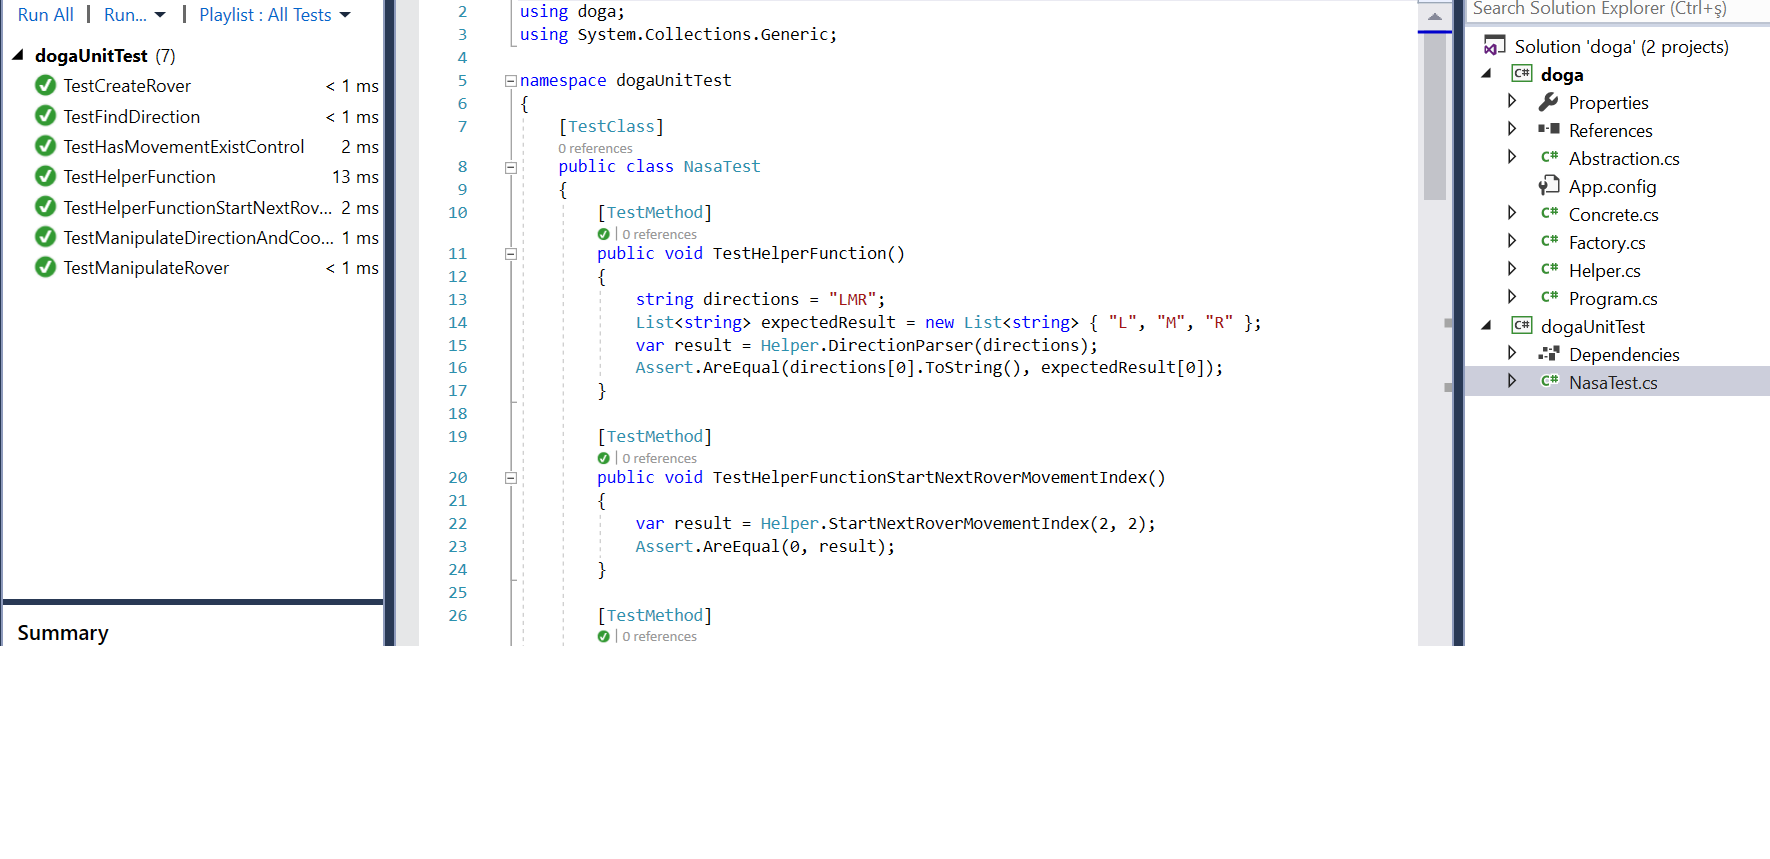 Run All | Run... | Playlist : All Tests
dogaUnitTest (7)
TestCreateRover < 1 ms
TestFindDirection < 1 ms
TestHasMovementExistControl 2 ms
TestHelperFunction 13 ms
TestHelperFunctionStartNextRov... 2 ms
TestManipulateDirectionAndCoo... 1 ms
TestManipulateRover < 1 ms
Summary
2 using doga;
3 using System.Collections.Generic;
4
5 namespace dogaUnitTest
6 {
7 [TestClass]
0 references
8 public class NasaTest
9 {
10 [TestMethod]
| 0 references
11 public void TestHelperFunction()
12 {
13 string directions = "LMR";
14 List<string> expectedResult = new List<string> { "L", "M", "R" };
15 var result = Helper.DirectionParser(directions);
16 Assert.AreEqual(directions[0].ToString(), expectedResult[0]);
17 }
18
19 [TestMethod]
| 0 references
20 public void TestHelperFunctionStartNextRoverMovementIndex()
21 {
22 var result = Helper.StartNextRoverMovementIndex(2, 2);
23 Assert.AreEqual(0, result);
24 }
25
26 [TestMethod]
| 0 references
Search Solution Explorer (Ctrl+ş)
Solution 'doga' (2 projects)
C# doga
Properties
References
C# Abstraction.cs
App.config
C# Concrete.cs
C# Factory.cs
C# Helper.cs
C# Program.cs
C# dogaUnitTest
Dependencies
C# NasaTest.cs